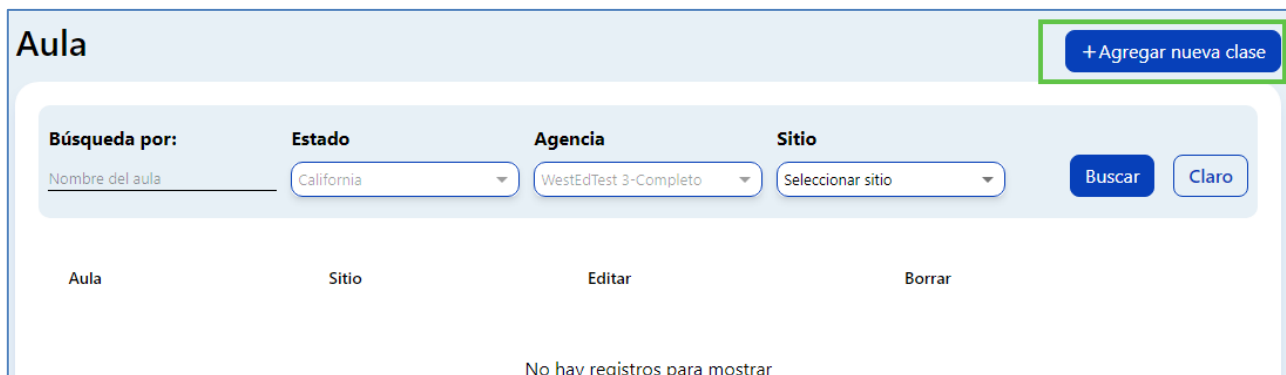 Aula
+Agregar nueva clase
Búsqueda por:
Estado
Agencia
Sitio
Nombre del aula
California
WestEdTest 3-Completo
Seleccionar sitio
Buscar
Claro
Aula
Sitio
Editar
Borrar
No hay registros para mostrar